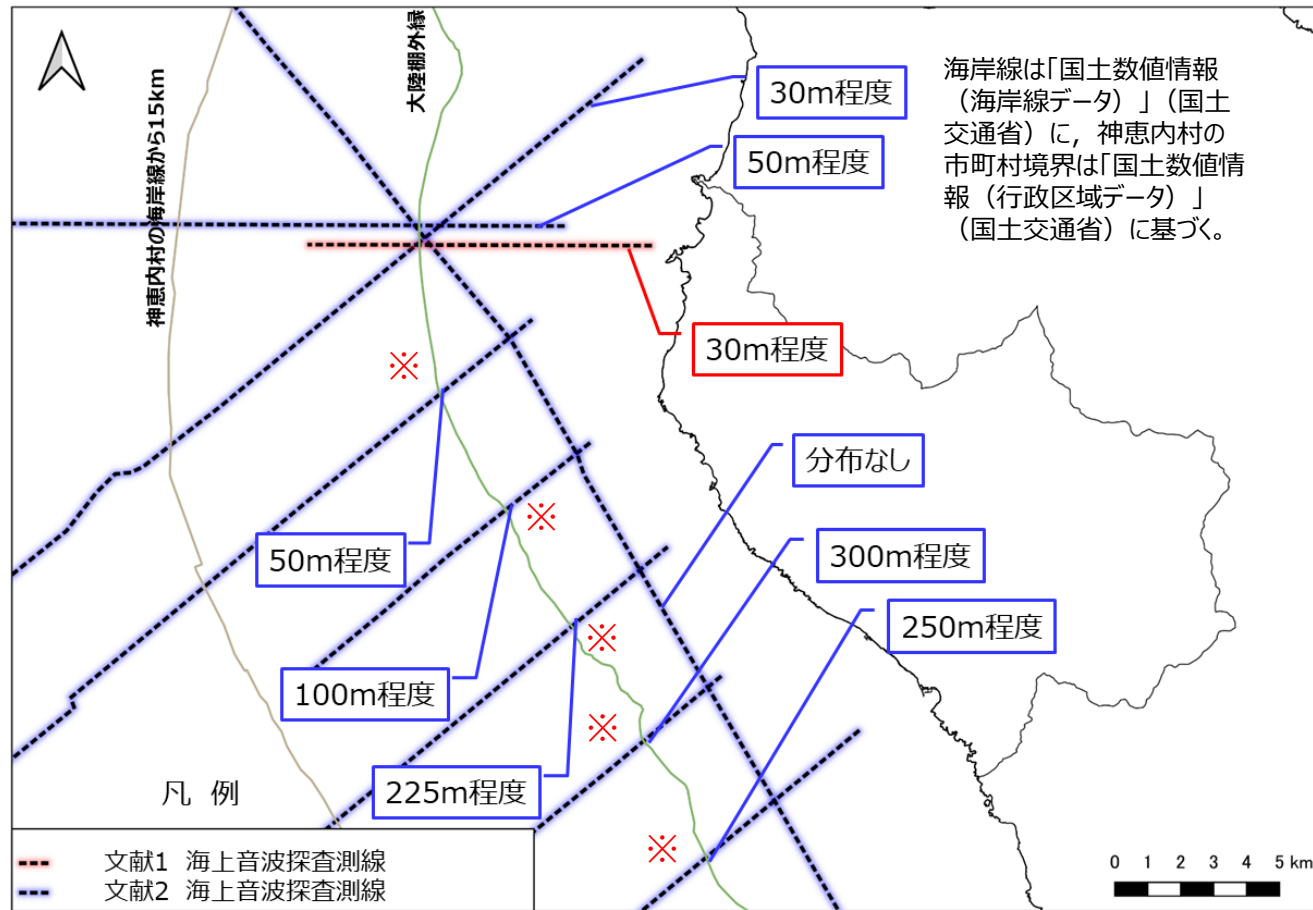 大陸棚外縁
神恵内村の海岸線から15km
30m程度
50m程度
海岸線は「国土数値情報
（海岸線データ）」（国土
交通省）に，神恵内村の
市町村境界は「国土数値情
報（行政区域データ）」
（国土交通省）に基づく。
30m程度
※
分布なし
※
50m程度
300m程度
250m程度
※
100m程度
※
225m程度
※
凡 例
文献1 海上音波探査測線
文献2 海上音波探査測線
0 1 2 3 4 5 km